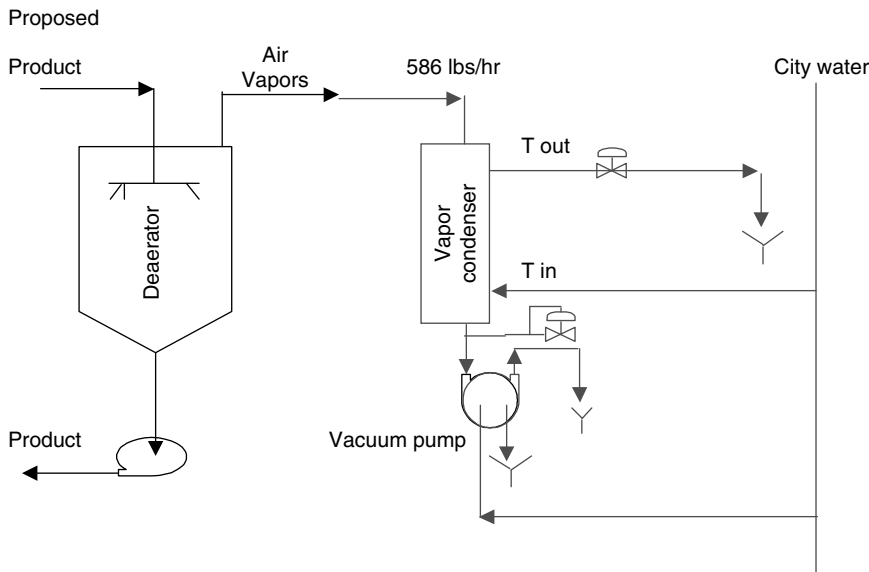 Proposed
Product
Air
Vapors
586 lbs/hr
City water
T out
Deaerator
Vapor
condenser
T in
Product
Vacuum pump